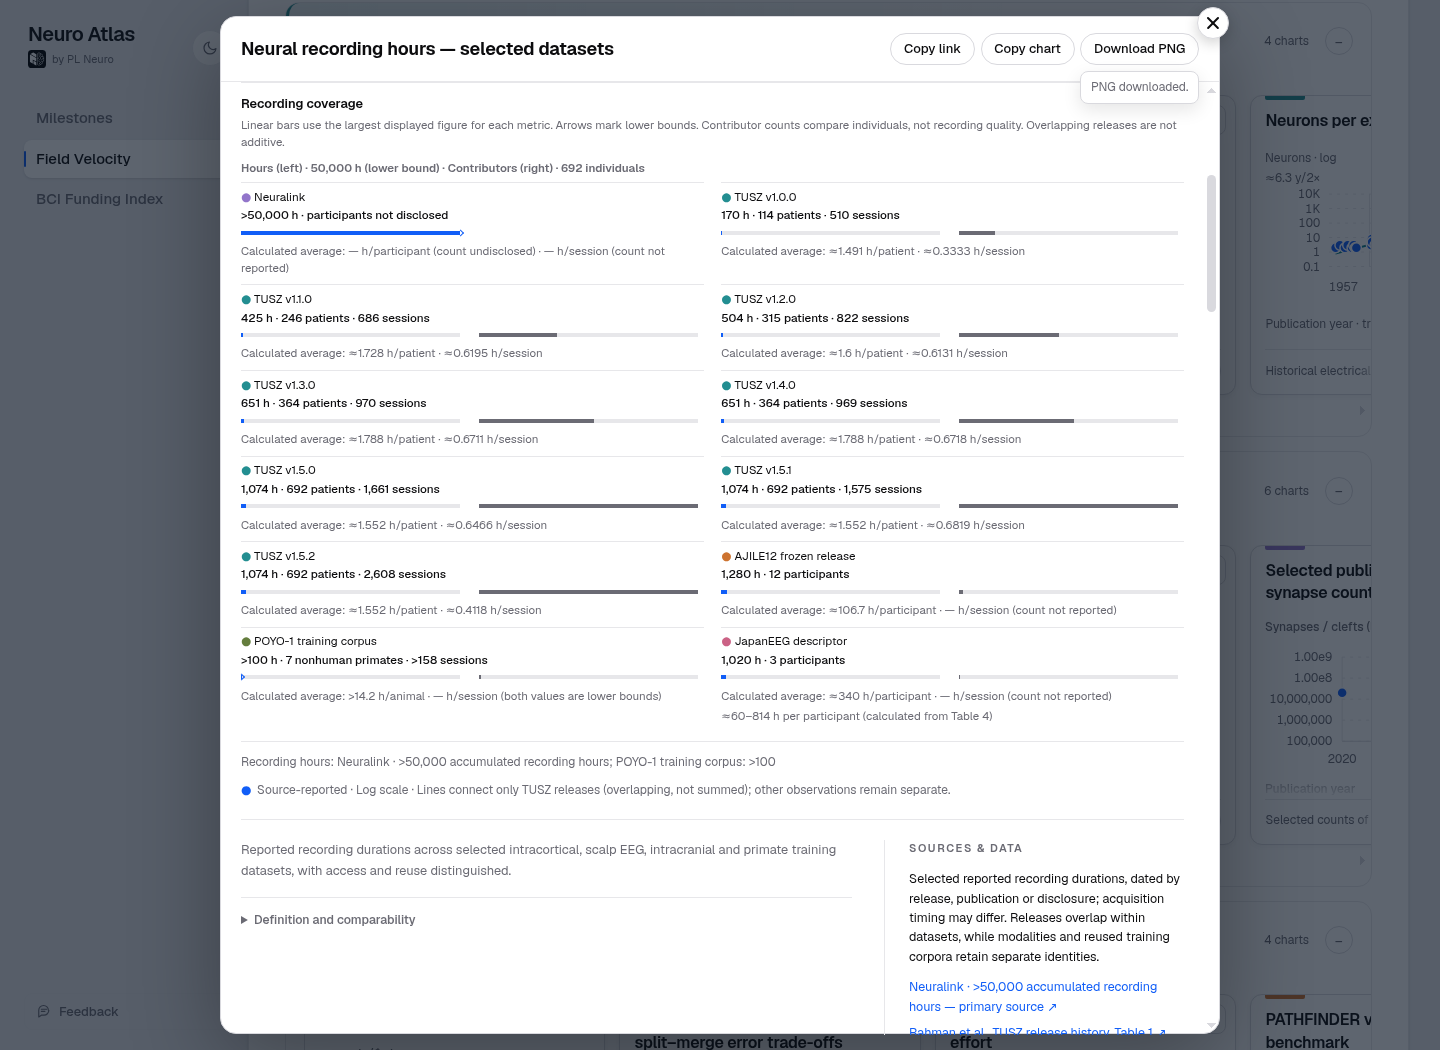 Neuro Atlas
by PL Neuro
Milestones
Field Velocity
BCI Funding Index
Feedback
Neural recording hours — selected datasets
Copy link
Copy chart
Download PNG
PNG downloaded.
Recording coverage
Linear bars use the largest displayed figure for each metric. Arrows mark lower bounds. Contributor counts compare individuals, not recording quality. Overlapping releases are not
additive.
Hours (left) · 50,000 h (lower bound) · Contributors (right) · 692 individuals
Neuralink
>50,000 h · participants not disclosed
Calculated average: — h/participant (count undisclosed) · — h/session (count not
reported)
TUSZ v1.0.0
170 h · 114 patients · 510 sessions
Calculated average: ≈1.491 h/patient · ≈0.3333 h/session
TUSZ v1.1.0
425 h · 246 patients · 686 sessions
Calculated average: ≈1.728 h/patient · ≈0.6195 h/session
TUSZ v1.2.0
504 h · 315 patients · 822 sessions
Calculated average: ≈1.6 h/patient · ≈0.6131 h/session
TUSZ v1.3.0
651 h · 364 patients · 970 sessions
Calculated average: ≈1.788 h/patient · ≈0.6711 h/session
TUSZ v1.4.0
651 h · 364 patients · 969 sessions
Calculated average: ≈1.788 h/patient · ≈0.6718 h/session
TUSZ v1.5.0
1,074 h · 692 patients · 1,661 sessions
Calculated average: ≈1.552 h/patient · ≈0.6466 h/session
TUSZ v1.5.1
1,074 h · 692 patients · 1,575 sessions
Calculated average: ≈1.552 h/patient · ≈0.6819 h/session
TUSZ v1.5.2
1,074 h · 692 patients · 2,608 sessions
Calculated average: ≈1.552 h/patient · ≈0.4118 h/session
AJILE12 frozen release
1,280 h · 12 participants
Calculated average: ≈106.7 h/participant · — h/session (count not reported)
POYO-1 training corpus
>100 h · 7 nonhuman primates · >158 sessions
Calculated average: >14.2 h/animal · — h/session (both values are lower bounds)
JapanEEG descriptor
1,020 h · 3 participants
Calculated average: ≈340 h/participant · — h/session (count not reported)
≈60–814 h per participant (calculated from Table 4)
Recording hours: Neuralink · >50,000 accumulated recording hours; POYO-1 training corpus: >100
Source-reported · Log scale · Lines connect only TUSZ releases (overlapping, not summed); other observations remain separate.
Reported recording durations across selected intracortical, scalp EEG, intracranial and primate training
datasets, with access and reuse distinguished.
Definition and comparability
SOURCES & DATA
Selected reported recording durations, dated by
release, publication or disclosure; acquisition
timing may differ. Releases overlap within
datasets, while modalities and reused training
corpora retain separate identities.
Neuralink · >50,000 accumulated recording
hours — primary source ↗
Rahman et al., TUSZ release history, Table 1 ↗
4 charts
Neurons per e
Neurons · log
≈6.3 y/2×
10K
1K
100
10
1
0.1
1957
Publication year · tr
Historical electrical
6 charts
Selected publi
synapse count
Synapses / clefts (
1.00e9
1.00e8
10,000,000
1,000,000
100,000
2020
Publication year
Selected counts of
4 charts
PATHFINDER v
benchmark
split–merge error trade-offs
effort